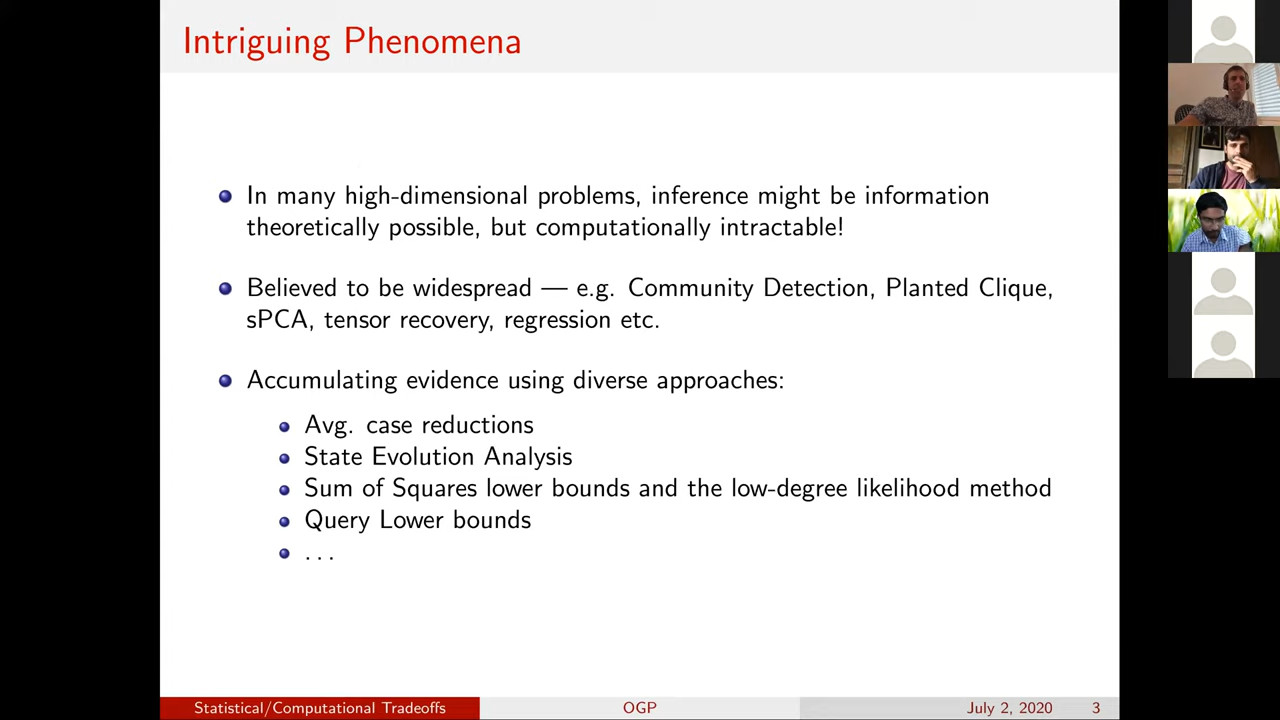 Intriguing Phenomena
In many high-dimensional problems, inference might be information
theoretically possible, but computationally intractable!
Believed to be widespread — e.g. Community Detection, Planted Clique,
sPCA, tensor recovery, regression etc.
Accumulating evidence using diverse approaches:
Avg. case reductions
State Evolution Analysis
Sum of Squares lower bounds and the low-degree likelihood method
Query Lower bounds
. . .
Statistical/Computational Tradeoffs
OGP
July 2, 2020
3